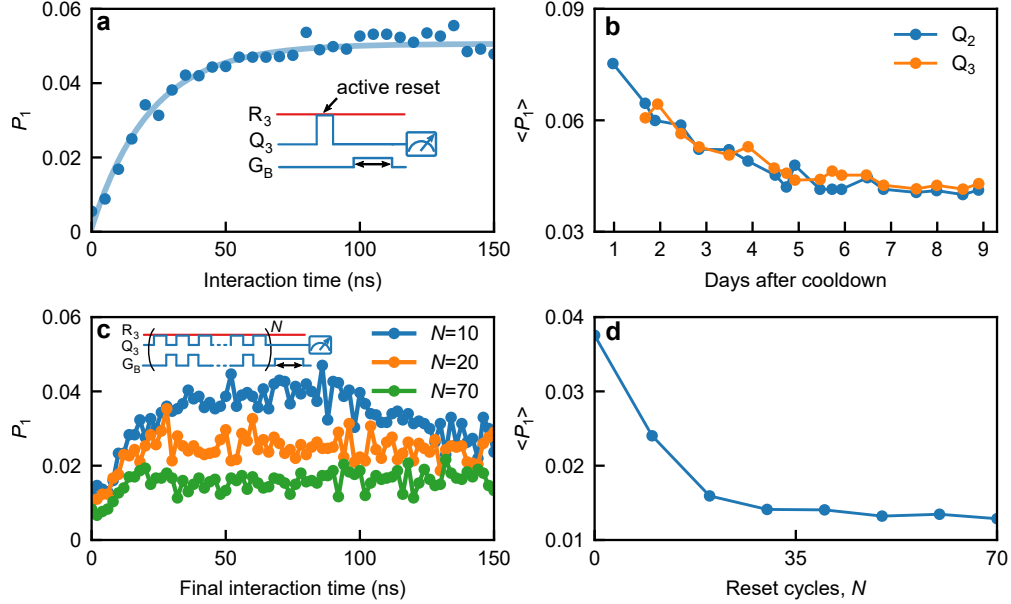 a
P₁
0.06
0.04
0.02
0
0
50
100
150
Interaction time (ns)
active reset
R₃
Q₃
G_B
b
<P₁>
0.09
0.06
0.03
1
2
3
4
5
6
7
8
9
Days after cooldown
Q₂
Q₃
c
P₁
0.06
0.04
0.02
0
0
50
100
150
Final interaction time (ns)
R₃
Q₃
G_B
N
N=10
N=20
N=70
d
<P₁>
0.04
0.03
0.02
0.01
0
35
70
Reset cycles, N